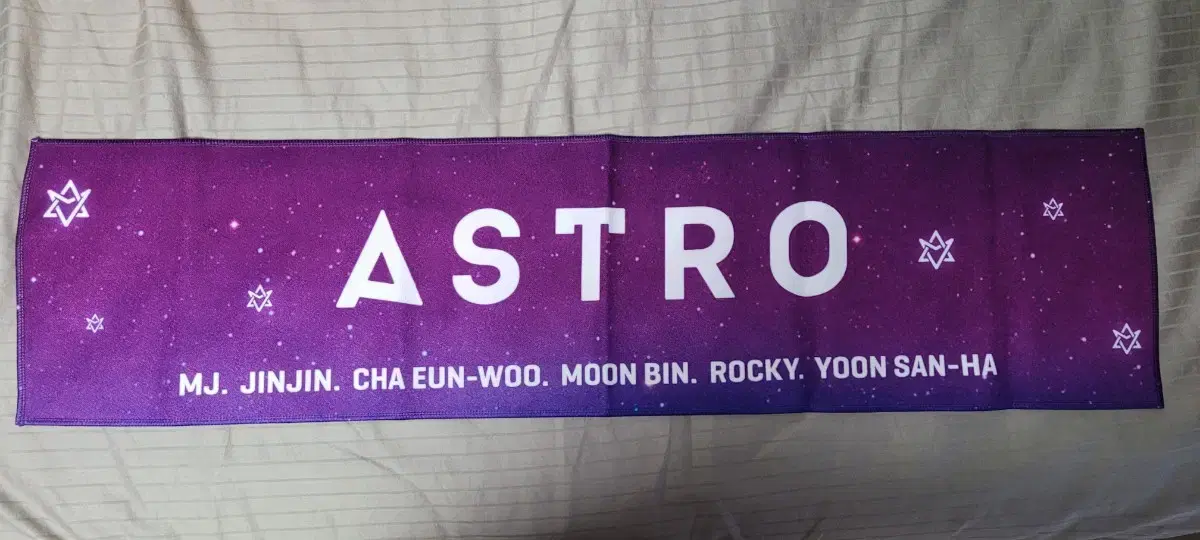 ASTRO
MJ. JINJIN. CHA EUN-WOO. MOON BIN. ROCKY. YOON SAN-HA